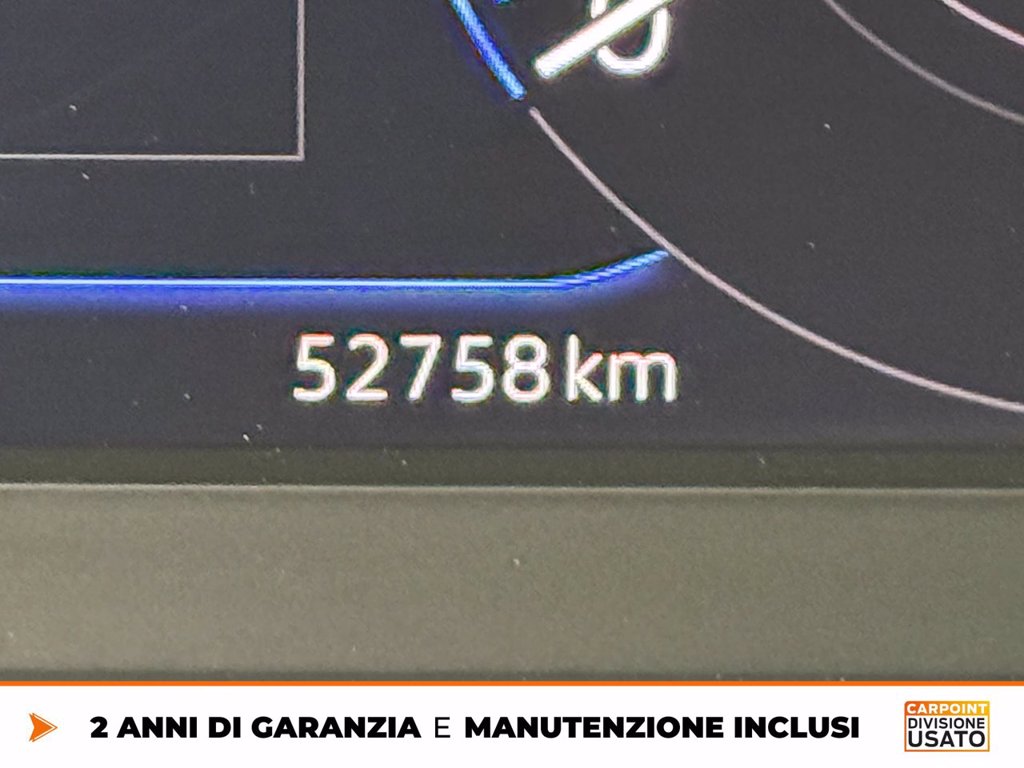 52758 km
2 ANNI DI GARANZIA E MANUTENZIONE INCLUSI
CARPOINT
DIVISIONE
USATO